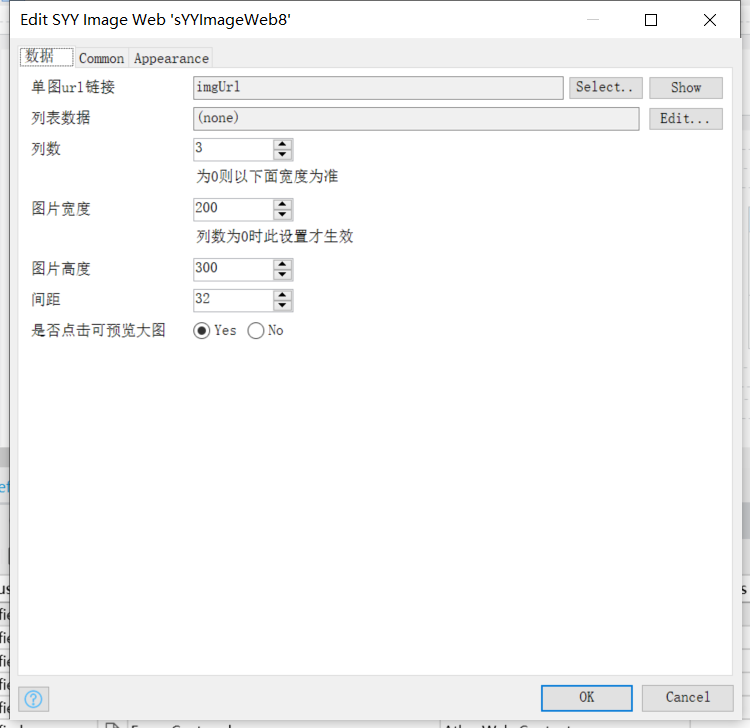 Edit SYY Image Web 'sYYImageWeb8'
数据 Common Appearance
单图url链接 imgUrl Select.. Show
列表数据 (none) Edit...
列数 3
为0则以下面宽度为准
图片宽度 200
列数为0时此设置才生效
图片高度 300
间距 32
是否点击可预览大图 Yes No
OK Cancel